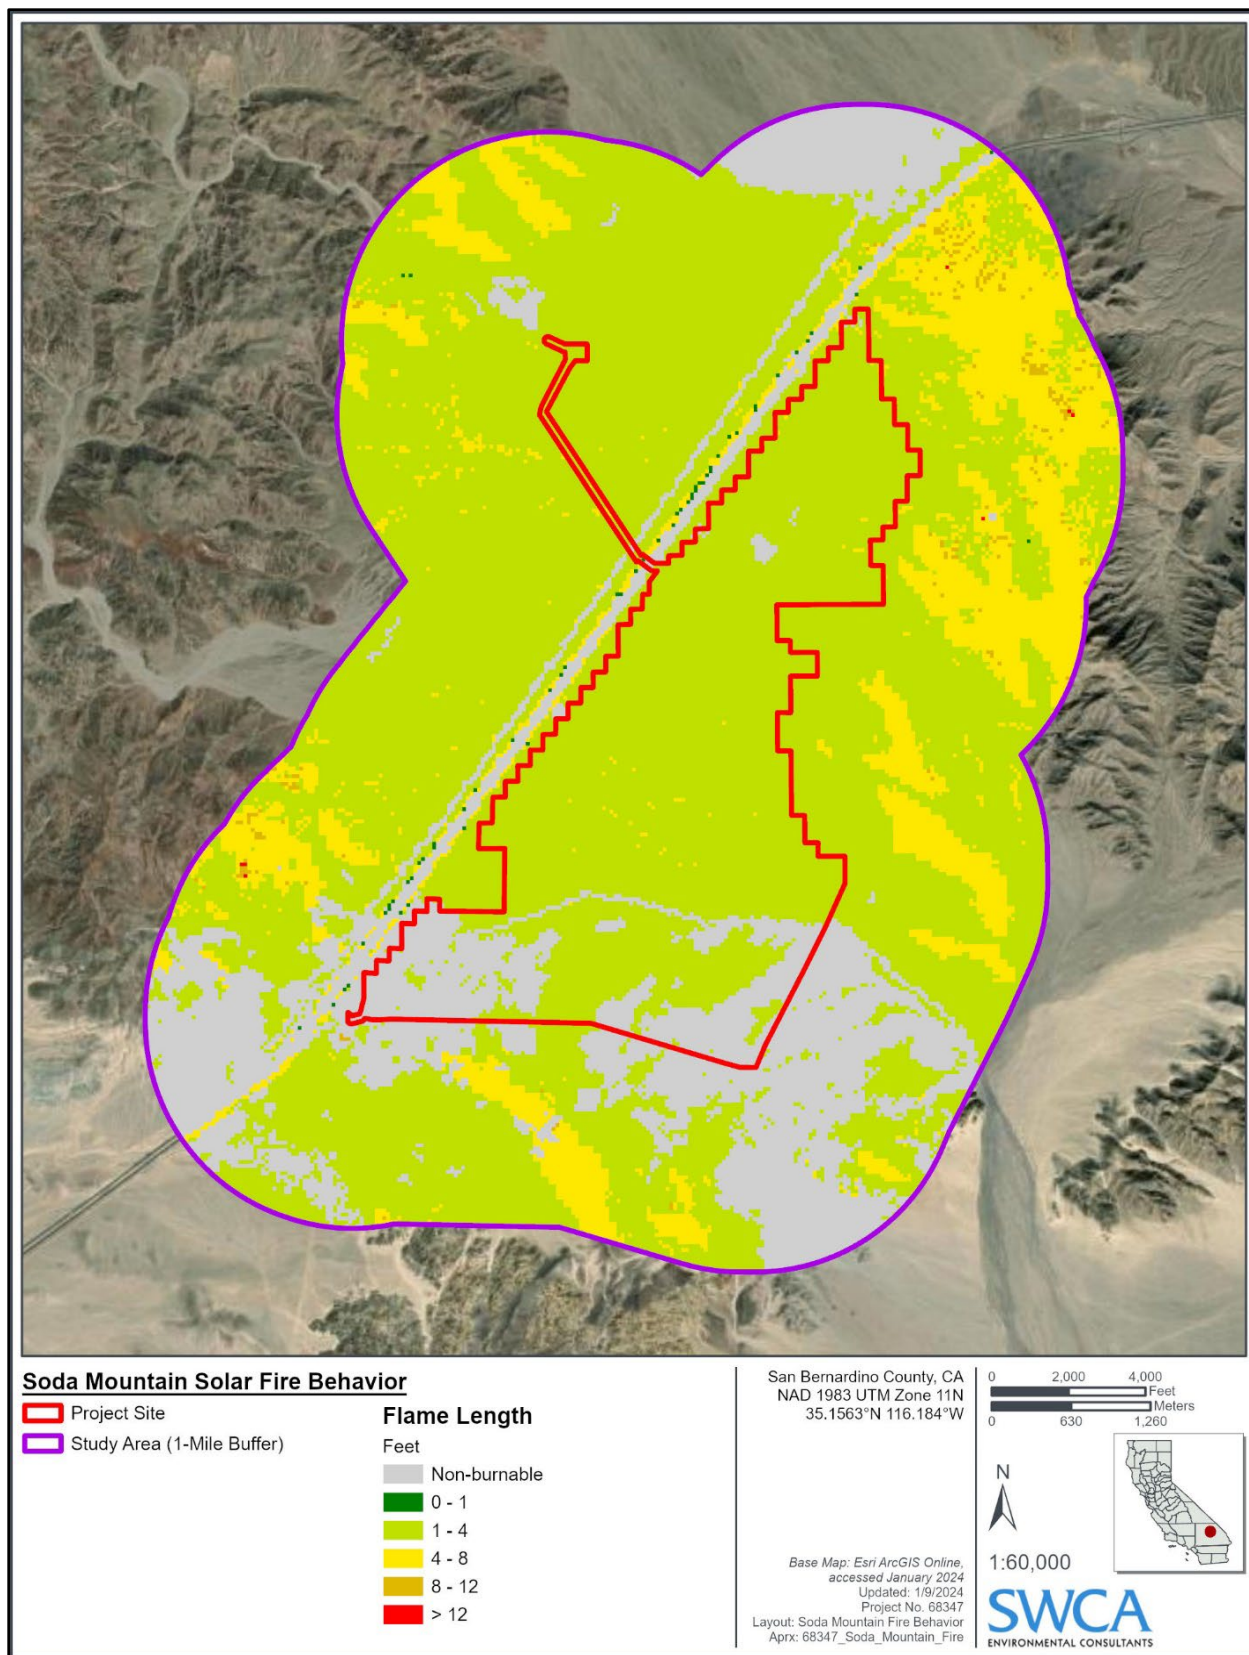 Soda Mountain Solar Fire Behavior
Project Site
Study Area (1-Mile Buffer)
Flame Length
Feet
Non-burnable
0 - 1
1 - 4
4 - 8
8 - 12
> 12
San Bernardino County, CA
NAD 1983 UTM Zone 11N
35.1563°N 116.184°W
Base Map: Esri ArcGIS Online,
accessed January 2024
Updated: 1/9/2024
Project No. 68347
Layout: Soda Mountain Fire Behavior
Aprx: 68347_Soda_Mountain_Fire
0 2,000 4,000
Feet
Meters
0 630 1,260
N
1:60,000
SWCA
ENVIRONMENTAL CONSULTANTS